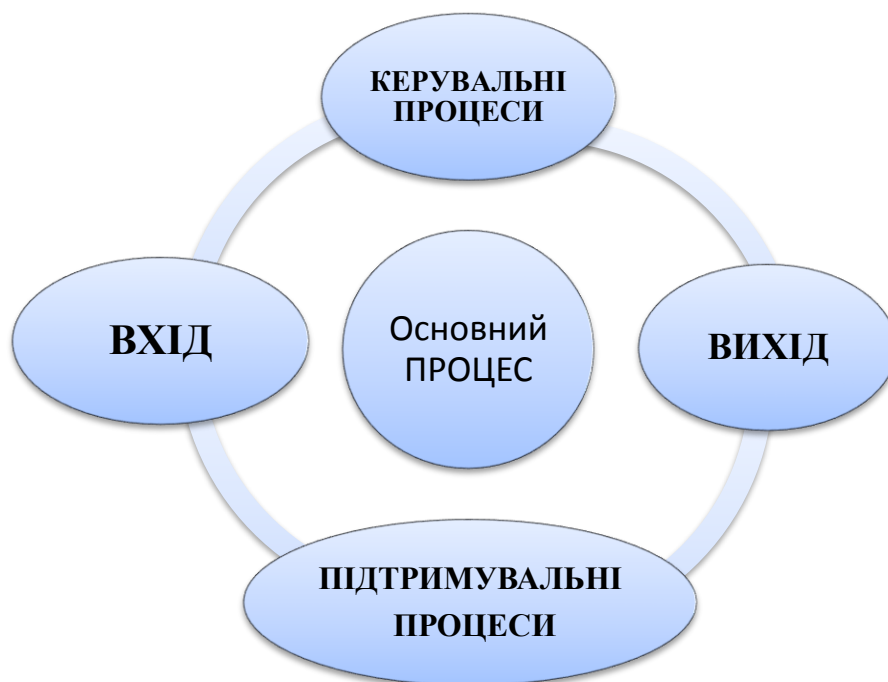 КЕРУВАЛЬНІ
ПРОЦЕСИ
ВХІД
Основний
ПРОЦЕС
ВИХІД
ПІДТРИМУВАЛЬНІ
ПРОЦЕСИ